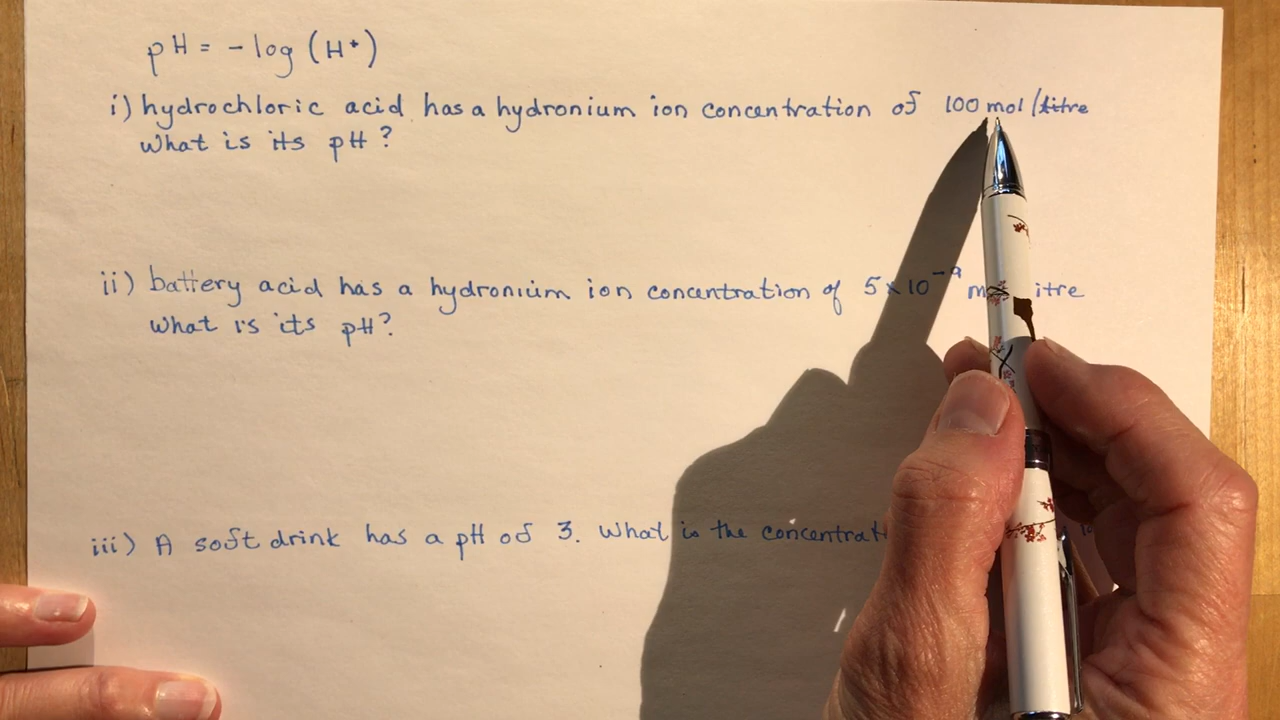 pH = - log (H⁺)
i) hydrochloric acid has a hydronium ion concentration of 100 mol / litre
What is its pH?
ii) battery acid has a hydronium ion concentration of 5 x 10⁻⁹ itre
What is its pH?
iii) A soft drink has a pH of 3. What is the concentrat